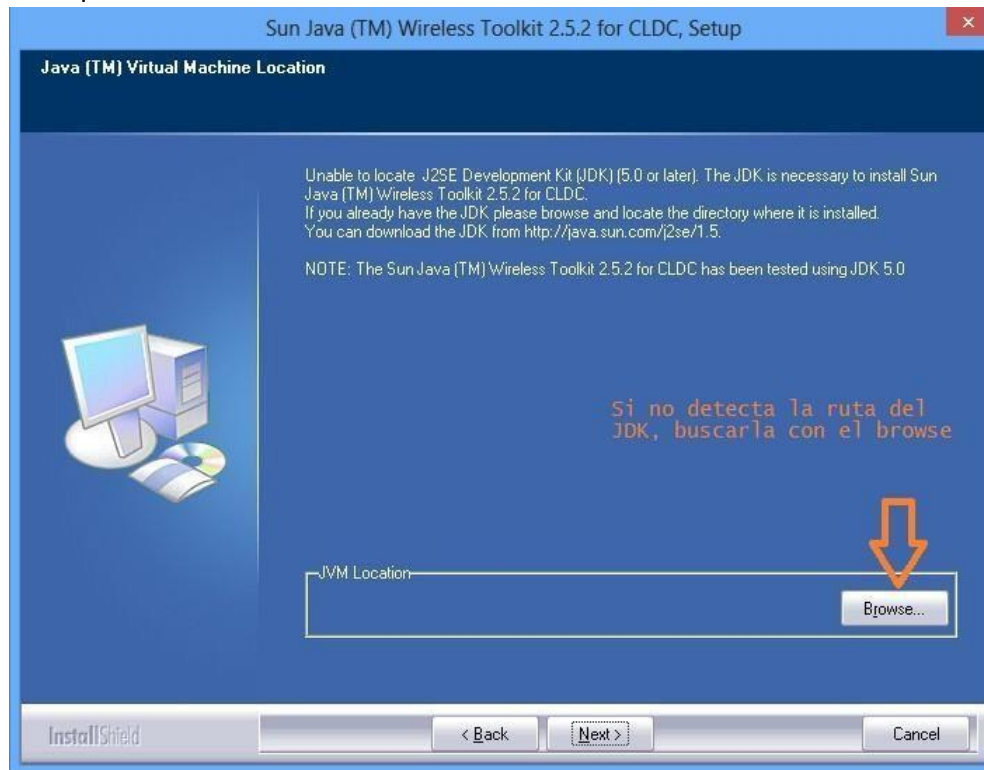 Sun Java (TM) Wireless Toolkit 2.5.2 for CLDC, Setup
Java (TM) Virtual Machine Location
Unable to locate J2SE Development Kit (JDK) (5.0 or later). The JDK is necessary to install Sun
Java (TM) Wireless Toolkit 2.5.2 for CLDC.
If you already have the JDK please browse and locate the directory where it is installed.
You can download the JDK from http://java.sun.com/j2se/1.5.
NOTE: The Sun Java (TM) Wireless Toolkit 2.5.2 for CLDC has been tested using JDK 5.0
Si no detecta la ruta del
JDK, buscarla con el browse
JVM Location
Browse...
InstallShield
< Back
Next >
Cancel